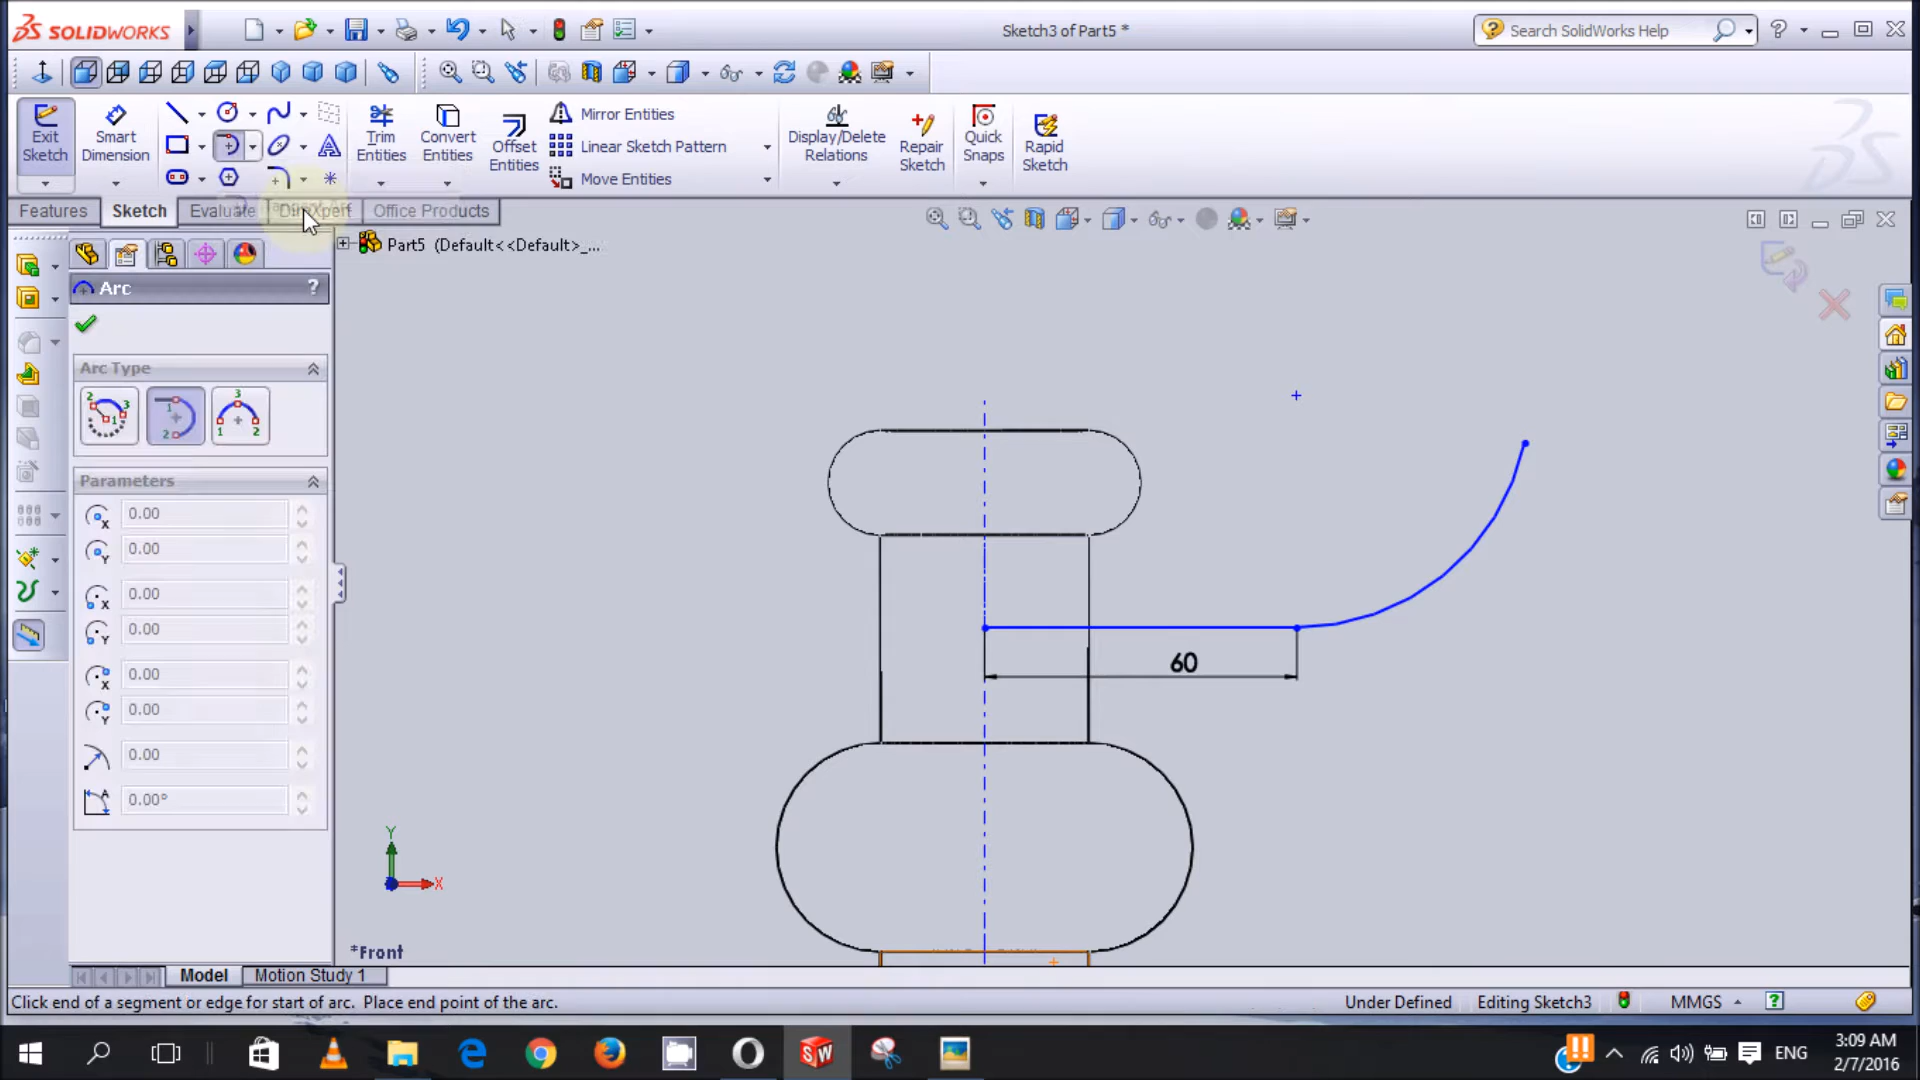 SOLIDWORKS
Sketch3 of Part5 *
Search SolidWorks Help
Exit Sketch
Smart Dimension
Trim Entities
Convert Entities
Offset Entities
Mirror Entities
Linear Sketch Pattern
Move Entities
Display/Delete Relations
Repair Sketch
Quick Snaps
Rapid Sketch
Features
Sketch
Evaluate
DimXpert
Office Products
Part5 (Default<<Default>_...
Arc
?
Arc Type
Parameters
0.00
0.00
0.00
0.00
0.00
0.00
0.00
0.00°
60
Y
X
*Front
Model
Motion Study 1
Click end of a segment or edge for start of arc. Place end point of the arc.
Under Defined
Editing Sketch3
MMGS
ENG
3:09 AM
2/7/2016